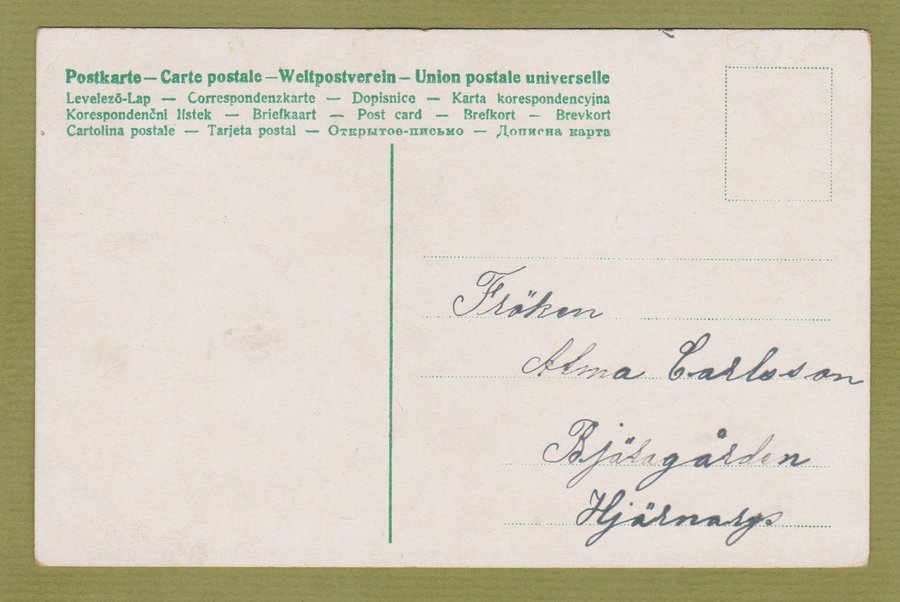 Postkarte – Carte postale – Weltpostverein – Union postale universelle
Levelező-Lap — Correspondenzkarte — Dopisnice — Karta korespondencyjna
Korespondenční lístek — Briefkaart — Post card — Brefkort — Brevkort
Cartolina postale — Tarjeta postal — Открытое-письмо — Дописна карта
Fröken
Alma Carlsson
Bjäragården
Hjärnarp